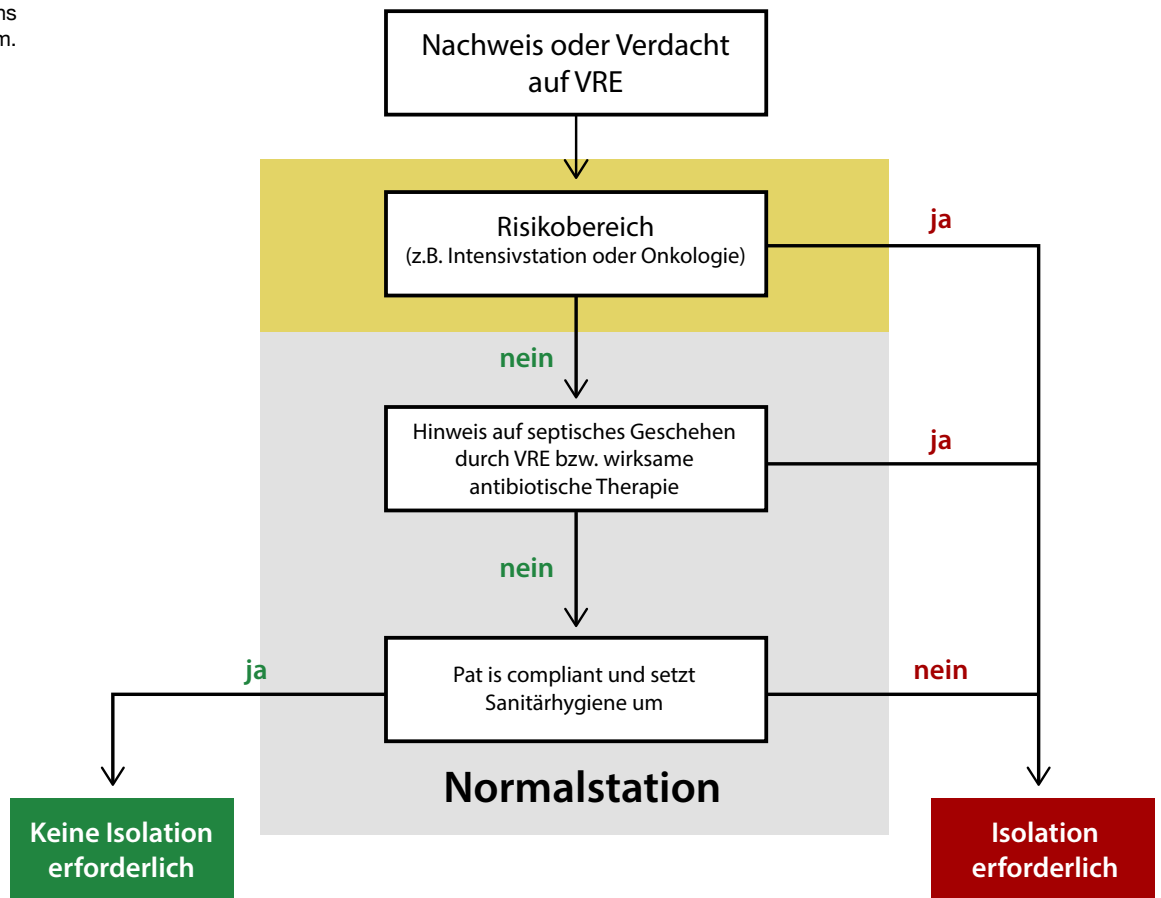 m.
Nachweis oder Verdacht
auf VRE
Risikobereich
(z.B. Intensivstation oder Onkologie)
ja
nein
Hinweis auf septisches Geschehen
durch VRE bzw. wirksame
antibiotische Therapie
ja
nein
Pat is compliant und setzt
Sanitärhygiene um
ja
nein
Normalstation
Keine Isolation
erforderlich
Isolation
erforderlich